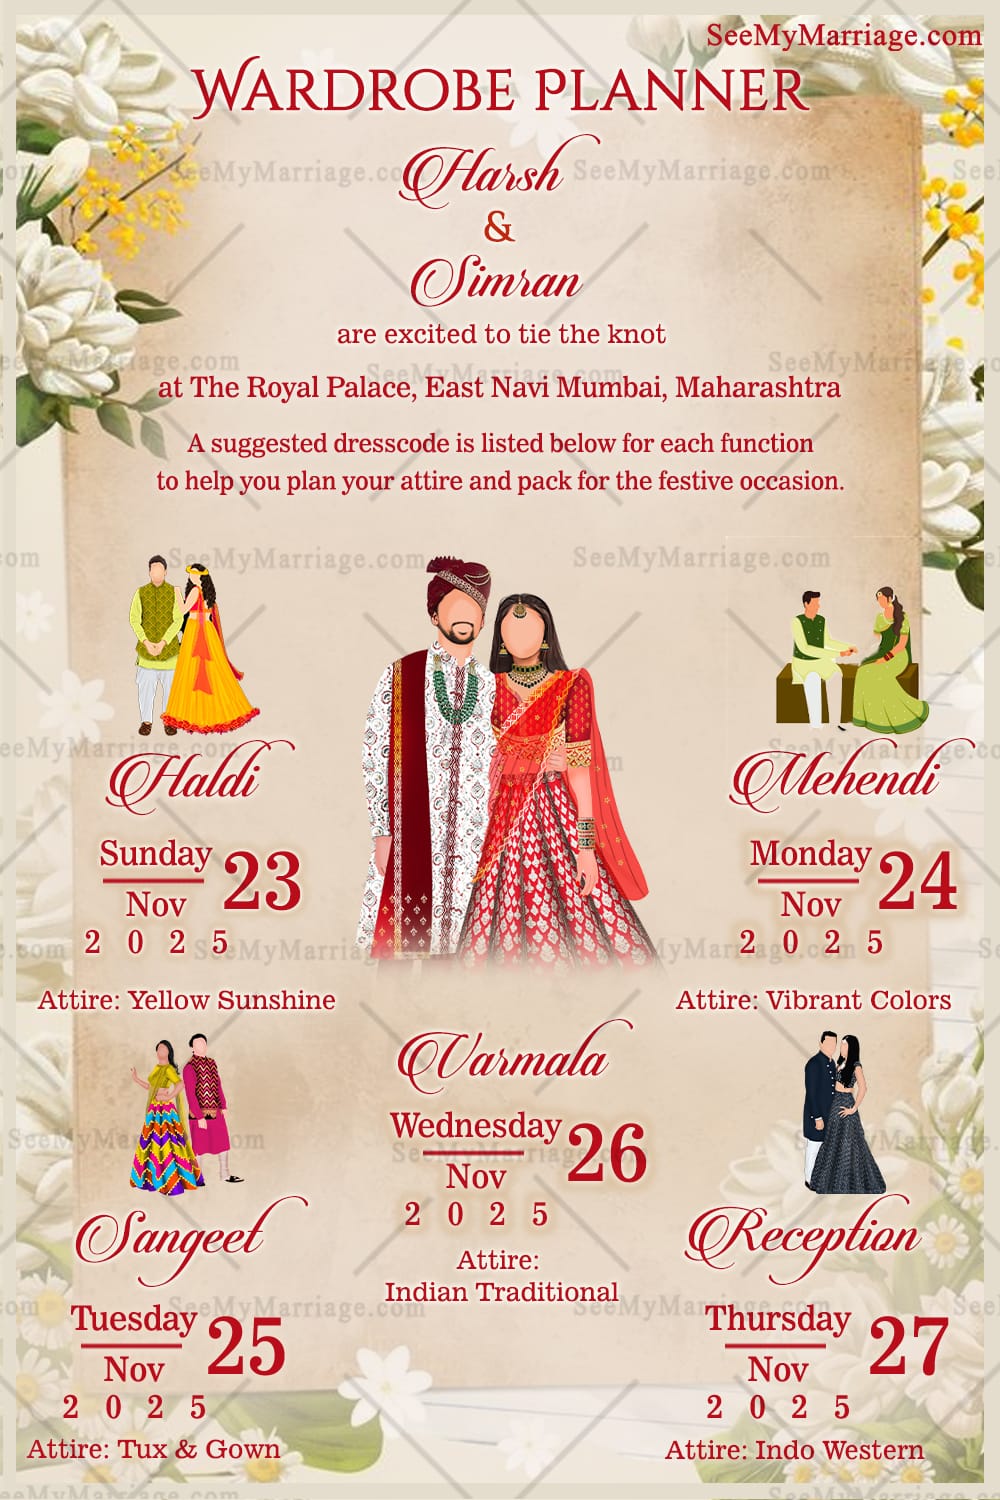 SeeMyMarriage.com
WARDROBE PLANNER
Harsh
&
Simran
are excited to tie the knot
at The Royal Palace, East Navi Mumbai, Maharashtra
A suggested dresscode is listed below for each function
to help you plan your attire and pack for the festive occasion.
Haldi
Sunday 23
Nov
2 0 2 5
Attire: Yellow Sunshine
Mehendi
Monday 24
Nov
2 0 2 5
Attire: Vibrant Colors
Sangeet
Tuesday 25
Nov
2 0 2 5
Attire: Tux & Gown
Varmala
Wednesday 26
Nov
2 0 2 5
Attire:
Indian Traditional
Reception
Thursday 27
Nov
2 0 2 5
Attire: Indo Western